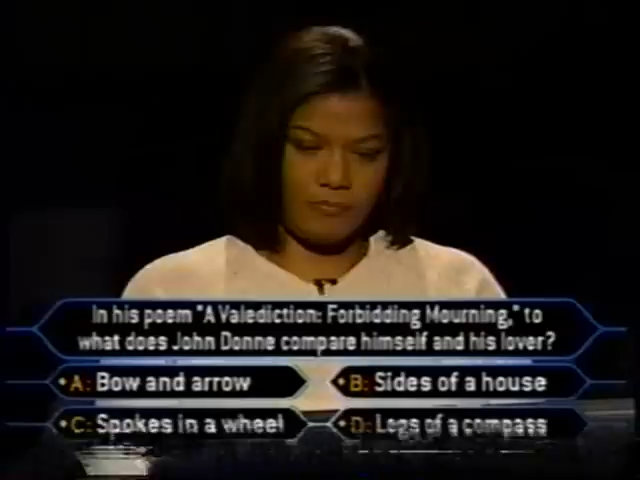 In his poem "A Valediction: Forbidding Mourning," to
what does John Donne compare himself and his lover?
A: Bow and arrow
B: Sides of a house
C: Spokes in a wheel
D: Legs of a compass